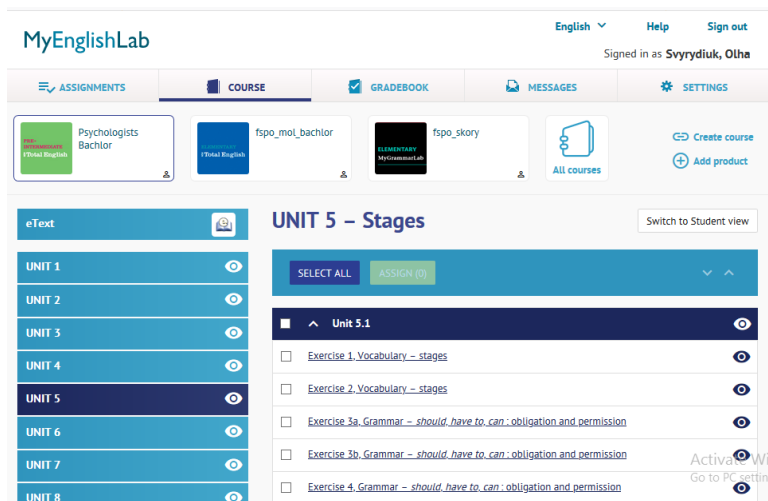 English Help Sign out
MyEnglishLab
Signed in as Svyrydiuk, Olha
ASSIGNMENTS COURSE GRADEBOOK MESSAGES SETTINGS
Psychologists
Bachlor
PRE-
INTERMEDIATE
Total English
fspo_mol_bachlor
ELEMENTARY
Total English
fspo_skory
ELEMENTARY
MyGrammarLab
All courses
Create course
Add product
eText
UNIT 1
UNIT 2
UNIT 3
UNIT 4
UNIT 5
UNIT 6
UNIT 7
UNIT 8
UNIT 5 – Stages
Switch to Student view
SELECT ALL ASSIGN (0)
Unit 5.1
Exercise 1, Vocabulary – stages
Exercise 2, Vocabulary – stages
Exercise 3a, Grammar – should, have to, can : obligation and permission
Exercise 3b, Grammar – should, have to, can : obligation and permission
Exercise 4, Grammar – should, have to, can : obligation and permission
Activate Wi
Go to PC settin